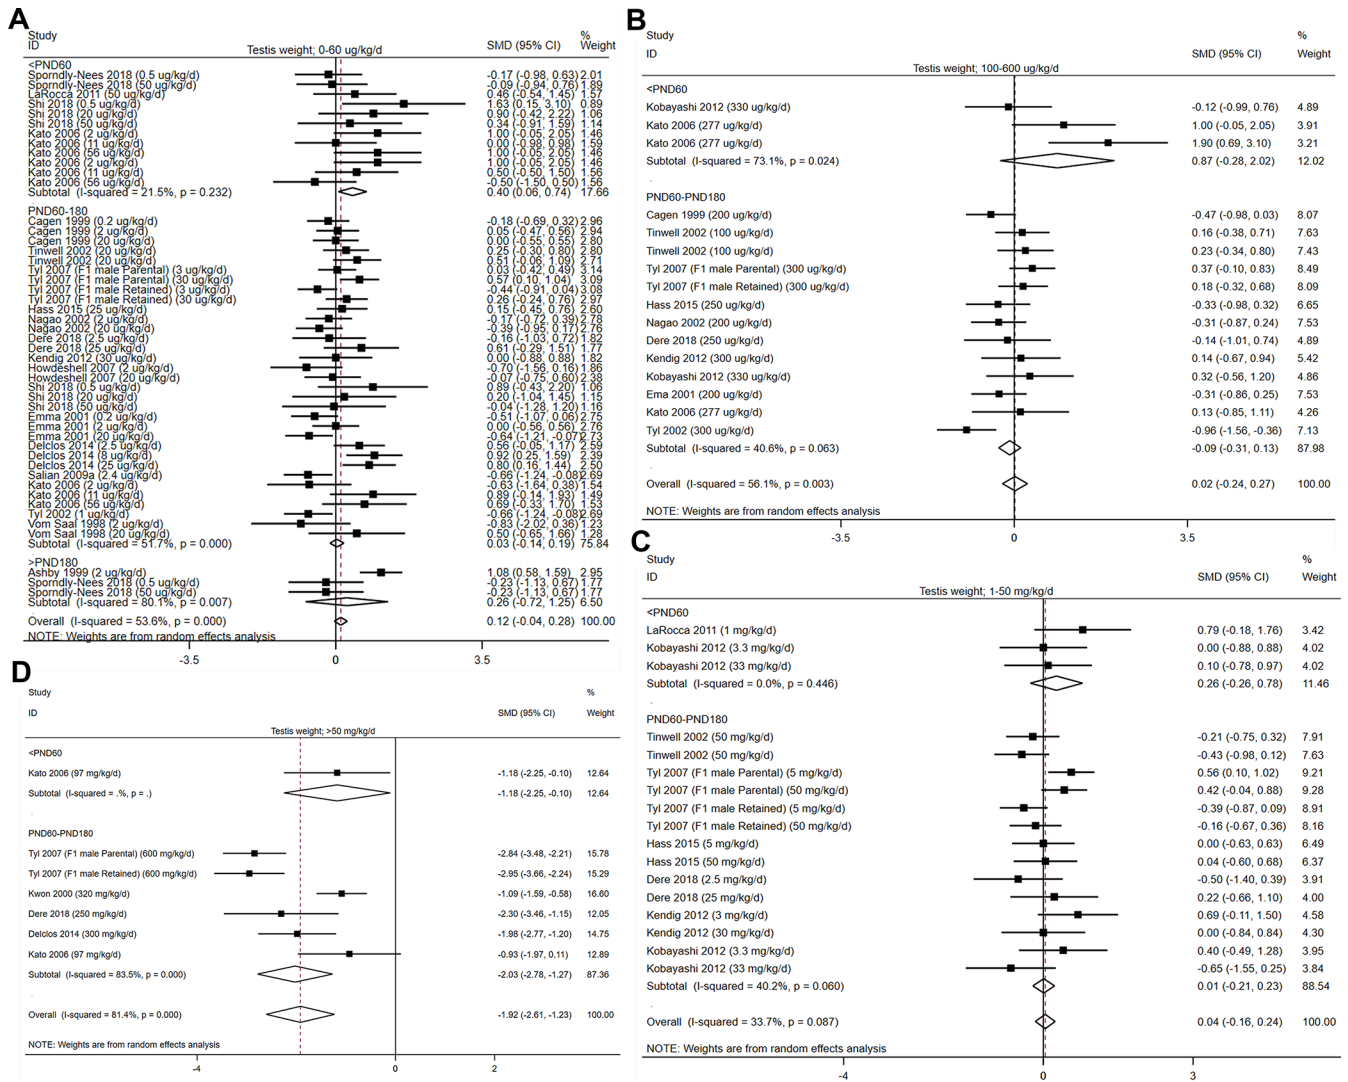 A
Study
ID
Testis weight; 0-60 ug/kg/d
SMD (95% CI)
%
Weight
<PND60
Sporndly-Nees 2018 (0.5 ug/kg/d) -0.17 (-0.98, 0.63) 2.01
Sporndly-Nees 2018 (50 ug/kg/d) -0.09 (-0.94, 0.76) 1.89
LaRocca 2011 (50 ug/kg/d) 0.46 (-0.54, 1.45) 1.57
Shi 2018 (0.5 ug/kg/d) 1.63 (0.15, 3.10) 0.89
Shi 2018 (20 ug/kg/d) 0.90 (-0.42, 2.22) 1.06
Shi 2018 (50 ug/kg/d) 0.34 (-0.91, 1.59) 1.14
Kato 2006 (2 ug/kg/d) 1.00 (-0.05, 2.05) 1.46
Kato 2006 (11 ug/kg/d) 0.00 (-0.98, 0.98) 1.59
Kato 2006 (56 ug/kg/d) 1.00 (-0.05, 2.05) 1.46
Kato 2006 (2 ug/kg/d) 1.00 (-0.05, 2.05) 1.46
Kato 2006 (11 ug/kg/d) 0.50 (-0.50, 1.50) 1.56
Kato 2006 (56 ug/kg/d) -0.50 (-1.50, 0.50) 1.56
Subtotal (I-squared = 21.5%, p = 0.232) 0.40 (0.06, 0.74) 17.66
PND60-180
Cagen 1999 (0.2 ug/kg/d) -0.18 (-0.69, 0.32) 2.96
Cagen 1999 (2 ug/kg/d) 0.05 (-0.47, 0.56) 2.94
Cagen 1999 (20 ug/kg/d) 0.00 (-0.55, 0.55) 2.80
Tinwell 2002 (20 ug/kg/d) 0.25 (-0.30, 0.80) 2.80
Tinwell 2002 (20 ug/kg/d) 0.51 (-0.06, 1.09) 2.71
Tyl 2007 (F1 male Parental) (3 ug/kg/d) 0.03 (-0.42, 0.49) 3.14
Tyl 2007 (F1 male Parental) (30 ug/kg/d) 0.57 (0.10, 1.04) 3.09
Tyl 2007 (F1 male Retained) (3 ug/kg/d) -0.44 (-0.91, 0.04) 3.08
Tyl 2007 (F1 male Retained) (30 ug/kg/d) 0.26 (-0.24, 0.76) 2.97
Hass 2015 (25 ug/kg/d) 0.15 (-0.45, 0.76) 2.60
Nagao 2002 (2 ug/kg/d) -0.17 (-0.72, 0.39) 2.78
Nagao 2002 (20 ug/kg/d) -0.39 (-0.95, 0.17) 2.76
Dere 2018 (2.5 ug/kg/d) -0.16 (-1.03, 0.72) 1.82
Dere 2018 (25 ug/kg/d) 0.61 (-0.29, 1.51) 1.77
Kendig 2012 (30 ug/kg/d) 0.00 (-0.88, 0.88) 1.82
Howdeshell 2007 (2 ug/kg/d) -0.70 (-1.56, 0.16) 1.86
Howdeshell 2007 (20 ug/kg/d) -0.07 (-0.75, 0.60) 2.38
Shi 2018 (0.5 ug/kg/d) 0.89 (-0.43, 2.20) 1.06
Shi 2018 (20 ug/kg/d) 0.20 (-1.04, 1.45) 1.15
Shi 2018 (50 ug/kg/d) -0.04 (-1.28, 1.20) 1.16
Emma 2001 (0.2 ug/kg/d) -0.51 (-1.07, 0.06) 2.75
Emma 2001 (2 ug/kg/d) 0.00 (-0.56, 0.56) 2.76
Emma 2001 (20 ug/kg/d) -0.64 (-1.21, -0.07) 2.73
Delclos 2014 (2.5 ug/kg/d) 0.56 (-0.05, 1.17) 2.59
Delclos 2014 (8 ug/kg/d) 0.92 (0.25, 1.59) 2.39
Delclos 2014 (25 ug/kg/d) 0.80 (0.16, 1.44) 2.50
Salian 2009a (2.4 ug/kg/d) -0.66 (-1.24, -0.08) 2.69
Kato 2006 (2 ug/kg/d) -0.63 (-1.64, 0.38) 1.54
Kato 2006 (11 ug/kg/d) 0.89 (-0.14, 1.93) 1.49
Kato 2006 (56 ug/kg/d) 0.69 (-0.33, 1.70) 1.53
Tyl 2002 (1 ug/kg/d) -0.66 (-1.24, -0.08) 2.69
Vom Saal 1998 (2 ug/kg/d) -0.83 (-2.02, 0.36) 1.23
Vom Saal 1998 (20 ug/kg/d) 0.50 (-0.65, 1.66) 1.28
Subtotal (I-squared = 51.7%, p = 0.000) 0.03 (-0.14, 0.19) 75.84
>PND180
Ashby 1999 (2 ug/kg/d) 1.08 (0.58, 1.59) 2.95
Sporndly-Nees 2018 (0.5 ug/kg/d) -0.23 (-1.13, 0.67) 1.77
Sporndly-Nees 2018 (50 ug/kg/d) -0.23 (-1.13, 0.67) 1.77
Subtotal (I-squared = 80.1%, p = 0.007) 0.26 (-0.72, 1.25) 6.50
Overall (I-squared = 53.6%, p = 0.000) 0.12 (-0.04, 0.28) 100.00
NOTE: Weights are from random effects analysis
-3.5 0 3.5
B
Study
ID
Testis weight; 100-600 ug/kg/d
SMD (95% CI)
%
Weight
<PND60
Kobayashi 2012 (330 ug/kg/d) -0.12 (-0.99, 0.76) 4.89
Kato 2006 (277 ug/kg/d) 1.00 (-0.05, 2.05) 3.91
Kato 2006 (277 ug/kg/d) 1.90 (0.69, 3.10) 3.21
Subtotal (I-squared = 73.1%, p = 0.024) 0.87 (-0.28, 2.02) 12.02
PND60-PND180
Cagen 1999 (200 ug/kg/d) -0.47 (-0.98, 0.03) 8.07
Tinwell 2002 (100 ug/kg/d) 0.16 (-0.38, 0.71) 7.63
Tinwell 2002 (100 ug/kg/d) 0.23 (-0.34, 0.80) 7.43
Tyl 2007 (F1 male Parental) (300 ug/kg/d) 0.37 (-0.10, 0.83) 8.49
Tyl 2007 (F1 male Retained) (300 ug/kg/d) 0.18 (-0.32, 0.68) 8.09
Hass 2015 (250 ug/kg/d) -0.33 (-0.98, 0.32) 6.65
Nagao 2002 (200 ug/kg/d) -0.31 (-0.87, 0.24) 7.53
Dere 2018 (250 ug/kg/d) -0.14 (-1.01, 0.74) 4.89
Kendig 2012 (300 ug/kg/d) 0.14 (-0.67, 0.94) 5.42
Kobayashi 2012 (330 ug/kg/d) 0.32 (-0.56, 1.20) 4.86
Ema 2001 (200 ug/kg/d) -0.31 (-0.86, 0.25) 7.53
Kato 2006 (277 ug/kg/d) 0.13 (-0.85, 1.11) 4.26
Tyl 2002 (300 ug/kg/d) -0.96 (-1.56, -0.36) 7.13
Subtotal (I-squared = 40.6%, p = 0.063) -0.09 (-0.31, 0.13) 87.98
Overall (I-squared = 56.1%, p = 0.003) 0.02 (-0.24, 0.27) 100.00
NOTE: Weights are from random effects analysis
-3.5 0 3.5
C
Study
ID
Testis weight; 1-50 mg/kg/d
SMD (95% CI)
%
Weight
<PND60
LaRocca 2011 (1 mg/kg/d) 0.79 (-0.18, 1.76) 3.42
Kobayashi 2012 (3.3 mg/kg/d) 0.00 (-0.88, 0.88) 4.02
Kobayashi 2012 (33 mg/kg/d) 0.10 (-0.78, 0.97) 4.02
Subtotal (I-squared = 0.0%, p = 0.446) 0.26 (-0.26, 0.78) 11.46
PND60-PND180
Tinwell 2002 (50 mg/kg/d) -0.21 (-0.75, 0.32) 7.91
Tinwell 2002 (50 mg/kg/d) -0.43 (-0.98, 0.12) 7.63
Tyl 2007 (F1 male Parental) (5 mg/kg/d) 0.56 (0.10, 1.02) 9.21
Tyl 2007 (F1 male Parental) (50 mg/kg/d) 0.42 (-0.04, 0.88) 9.28
Tyl 2007 (F1 male Retained) (5 mg/kg/d) -0.39 (-0.87, 0.09) 8.91
Tyl 2007 (F1 male Retained) (50 mg/kg/d) -0.16 (-0.67, 0.36) 8.16
Hass 2015 (5 mg/kg/d) 0.00 (-0.63, 0.63) 6.49
Hass 2015 (50 mg/kg/d) 0.04 (-0.60, 0.68) 6.37
Dere 2018 (2.5 mg/kg/d) -0.50 (-1.40, 0.39) 3.91
Dere 2018 (25 mg/kg/d) 0.22 (-0.66, 1.10) 4.00
Kendig 2012 (3 mg/kg/d) 0.69 (-0.11, 1.50) 4.58
Kendig 2012 (30 mg/kg/d) 0.00 (-0.84, 0.84) 4.30
Kobayashi 2012 (3.3 mg/kg/d) 0.40 (-0.49, 1.28) 3.95
Kobayashi 2012 (33 mg/kg/d) -0.65 (-1.55, 0.25) 3.84
Subtotal (I-squared = 40.2%, p = 0.060) 0.01 (-0.21, 0.23) 88.54
Overall (I-squared = 33.7%, p = 0.087) 0.04 (-0.16, 0.24) 100.00
NOTE: Weights are from random effects analysis
-4 0 3
D
Study
ID
Testis weight; >50 mg/kg/d
SMD (95% CI)
%
Weight
<PND60
Kato 2006 (97 mg/kg/d) -1.18 (-2.25, -0.10) 12.64
Subtotal (I-squared = .%, p = .) -1.18 (-2.25, -0.10) 12.64
PND60-PND180
Tyl 2007 (F1 male Parental) (600 mg/kg/d) -2.84 (-3.48, -2.21) 15.78
Tyl 2007 (F1 male Retained) (600 mg/kg/d) -2.95 (-3.66, -2.24) 15.29
Kwon 2000 (320 mg/kg/d) -1.09 (-1.59, -0.58) 16.60
Dere 2018 (250 mg/kg/d) -2.30 (-3.46, -1.15) 12.05
Delclos 2014 (300 mg/kg/d) -1.98 (-2.77, -1.20) 14.75
Kato 2006 (97 mg/kg/d) -0.93 (-1.97, 0.11) 12.89
Subtotal (I-squared = 83.5%, p = 0.000) -2.03 (-2.78, -1.27) 87.36
Overall (I-squared = 81.4%, p = 0.000) -1.92 (-2.61, -1.23) 100.00
NOTE: Weights are from random effects analysis
-4 0